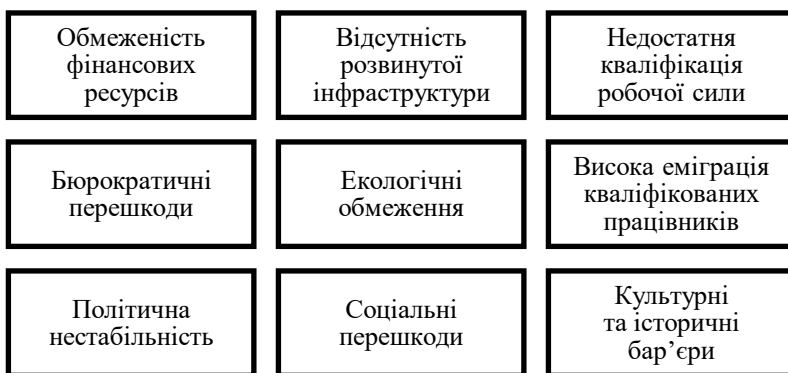 Обмеженість
фінансових
ресурсів
Відсутність
розвинутої
інфраструктури
Недостатня
кваліфікація
робочої сили
Бюрократичні
перешкоди
Екологічні
обмеження
Висока еміграція
кваліфікованих
працівників
Політична
нестабільність
Соціальні
перешкоди
Культурні
та історичні
бар’єри